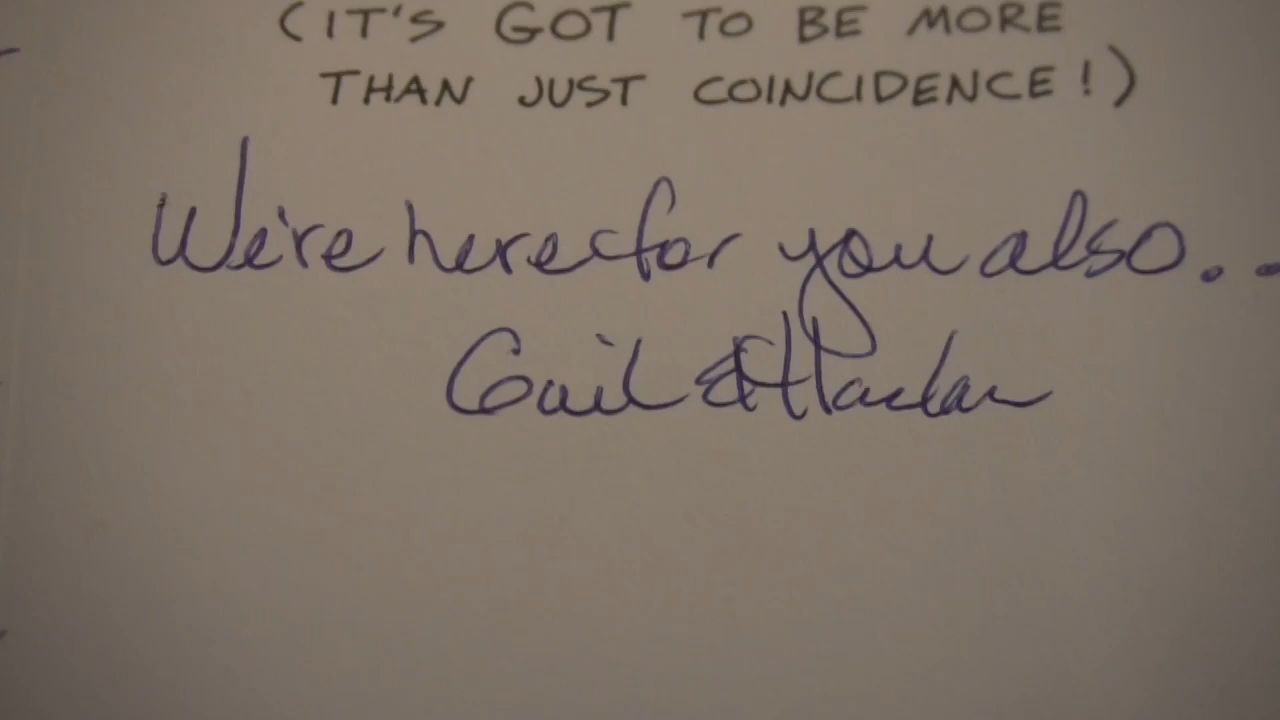 (IT'S GOT TO BE MORE
THAN JUST COINCIDENCE!)
We're here for you also..
Gail & Harlan